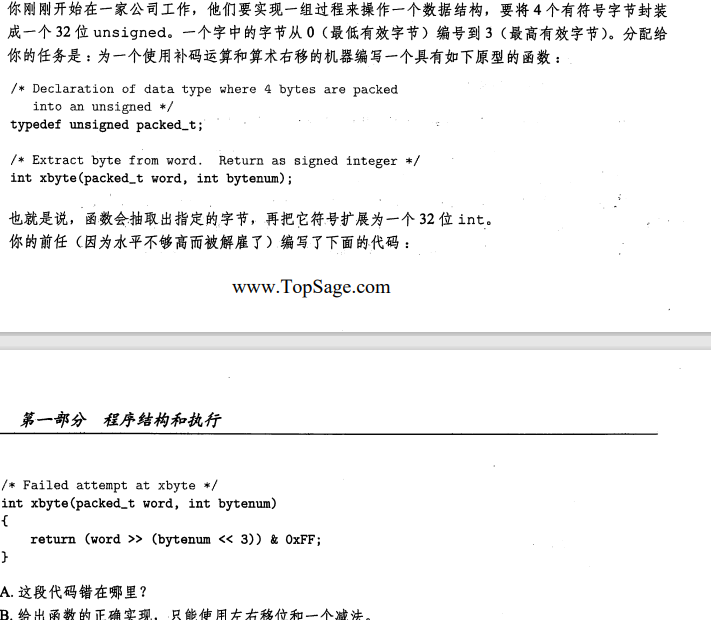 你刚刚开始在一家公司工作，他们要实现一组过程来操作一个数据结构，要将 4 个有符号字节封装
成一个 32 位 unsigned。一个字中的字节从 0（最低有效字节）编号到 3（最高有效字节）。分配给
你的任务是：为一个使用补码运算和算术右移的机器编写一个具有如下原型的函数：
/* Declaration of data type where 4 bytes are packed
into an unsigned */
typedef unsigned packed_t;
/* Extract byte from word.  Return as signed integer */
int xbyte(packed_t word, int bytenum);
也就是说，函数会抽取出指定的字节，再把它符号扩展为一个 32 位 int。
你的前任（因为水平不够高而被解雇了）编写了下面的代码：
www.TopSage.com
第一部分 程序结构和执行
/* Failed attempt at xbyte */
int xbyte(packed_t word, int bytenum)
{
return (word >> (bytenum << 3)) & 0xFF;
}
A. 这段代码错在哪里？
B. 给出函数的正确实现，只能使用左右移位和一个减法。